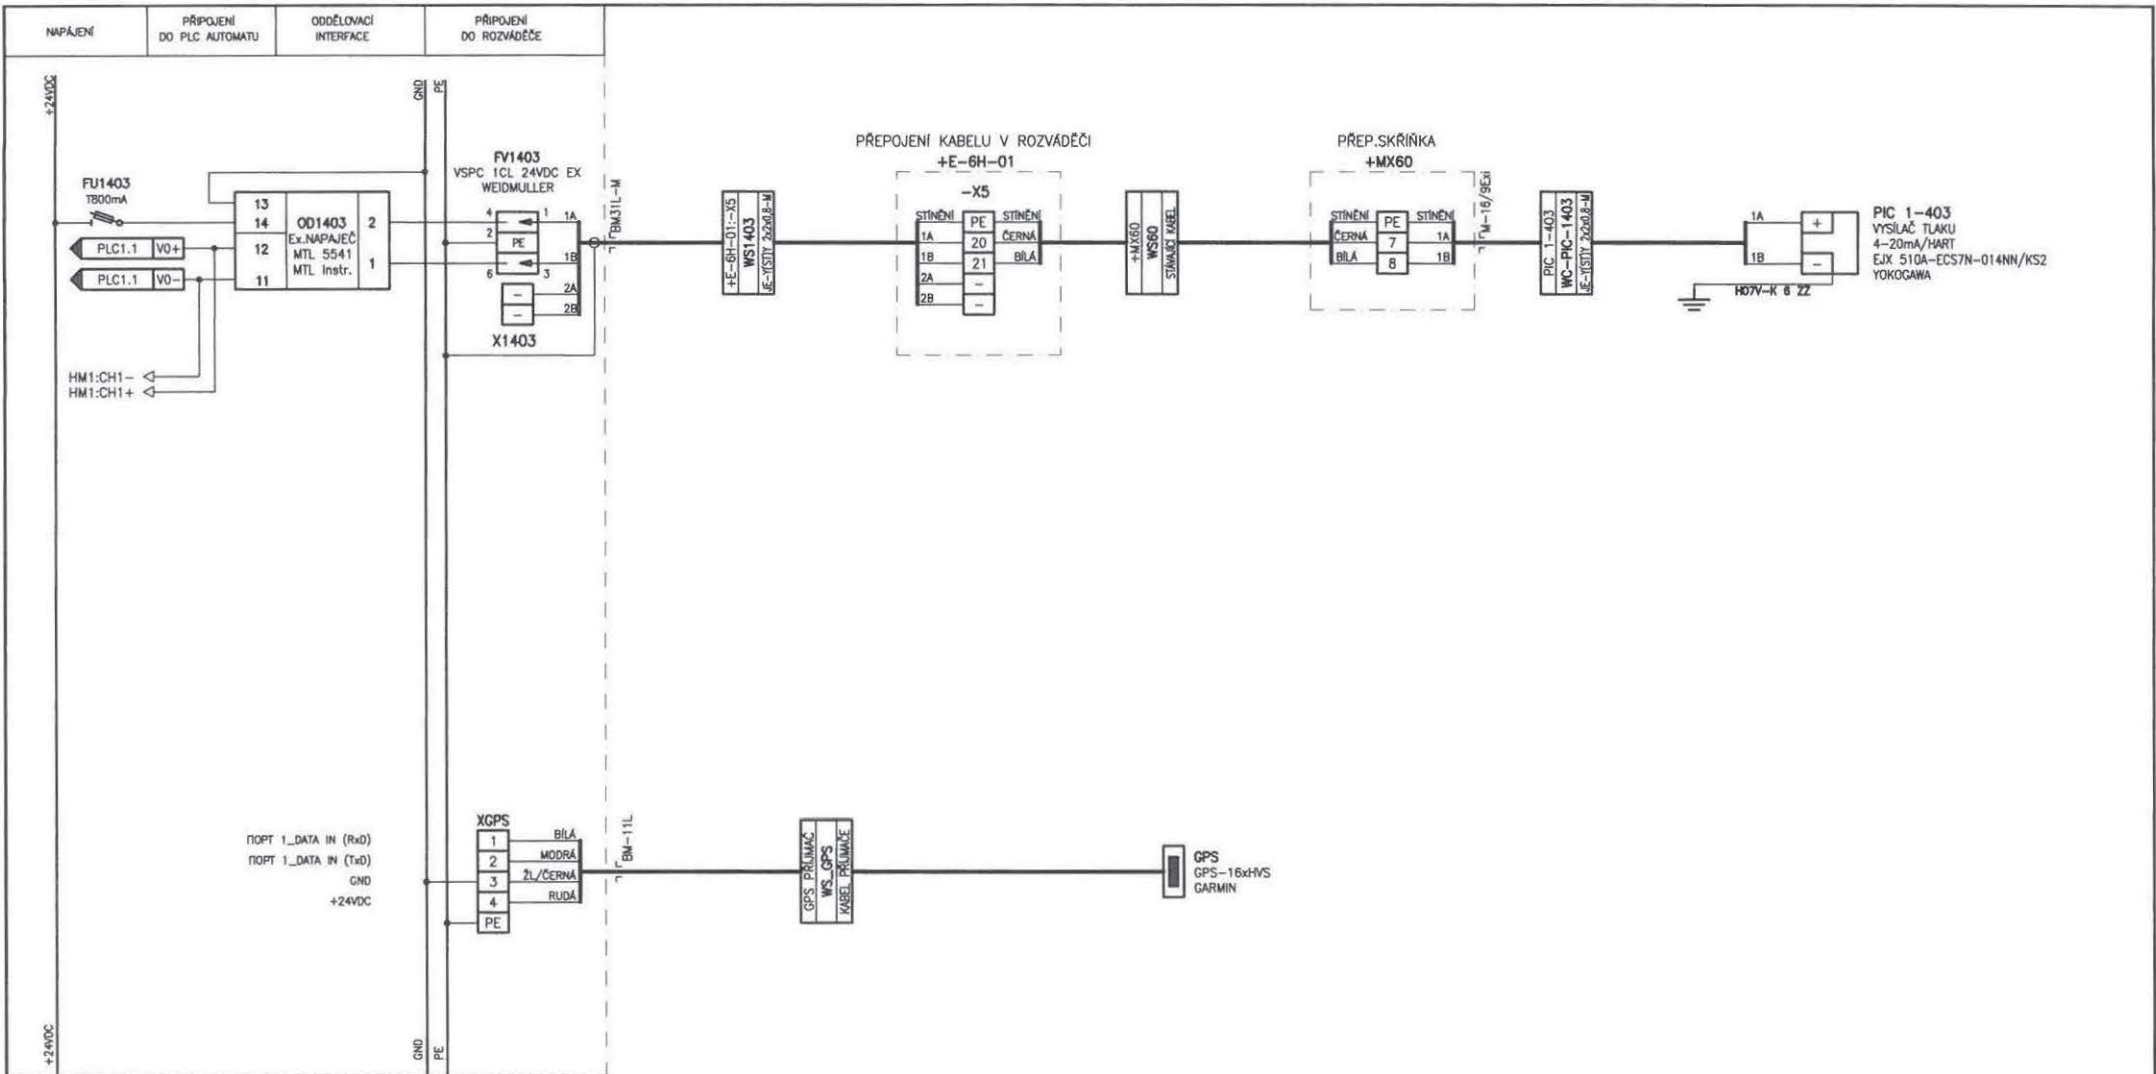 NAPÁJENÍ
PŘIPOJENÍ
DO PLC AUTOMATU
ODDĚLOVACÍ
INTERFACE
PŘIPOJENÍ
DO ROZVÁDĚČE
+24VDC
GND
PE
FU1403
T800mA
13
14
12
11
OD1403
Ex.NAPAJEČ
MTL 5541
MTL Instr.
2
1
PLC1.1 V0+
PLC1.1 V0-
HM1:CH1-
HM1:CH1+
FV1403
VSPC 1CL 24VDC EX
WEIDMULLER
4 1 1A
2 PE
1B
6 3
- 2A
- 2B
X1403
BM31L-M
+E-6H-01:-X5
WS1403
JE-Y(ST)Y 2x2x0,8-M
PŘEPOJENÍ KABELU V ROZVÁDĚČI
+E-6H-01
-X5
STÍNĚNÍ PE STÍNĚNÍ
1A 20 ČERNÁ
1B 21 BÍLÁ
2A -
2B -
+MX60
WS60
STÁVAJÍCÍ KABEL
PŘEP.SKŘÍŇKA
+MX60
STÍNĚNÍ PE STÍNĚNÍ
ČERNÁ 7 1A
BÍLÁ 8 1B
M-16/9Exi
PIC 1-403
WC-PIC-1403
JE-Y(ST)Y 2x2x0,8-M
1A +
1B -
H07V-K 6 ZZ
PIC 1-403
VYSÍLAČ TLAKU
4-20mA/HART
EJX 510A-ECS7N-014NN/KS2
YOKOGAWA
XGPS
ПОРТ 1_DATA IN (RxD) 1 BÍLÁ
ПОРТ 1_DATA IN (TxD) 2 MODRÁ
GND 3 ŽL/ČERNÁ
+24VDC 4 RUDÁ
PE
BM-11L
GPS PŘIJÍMAČ
WS_GPS
KABEL PŘIJÍMAČE
GPS
GPS-16xHVS
GARMIN
+24VDC
GND
PE